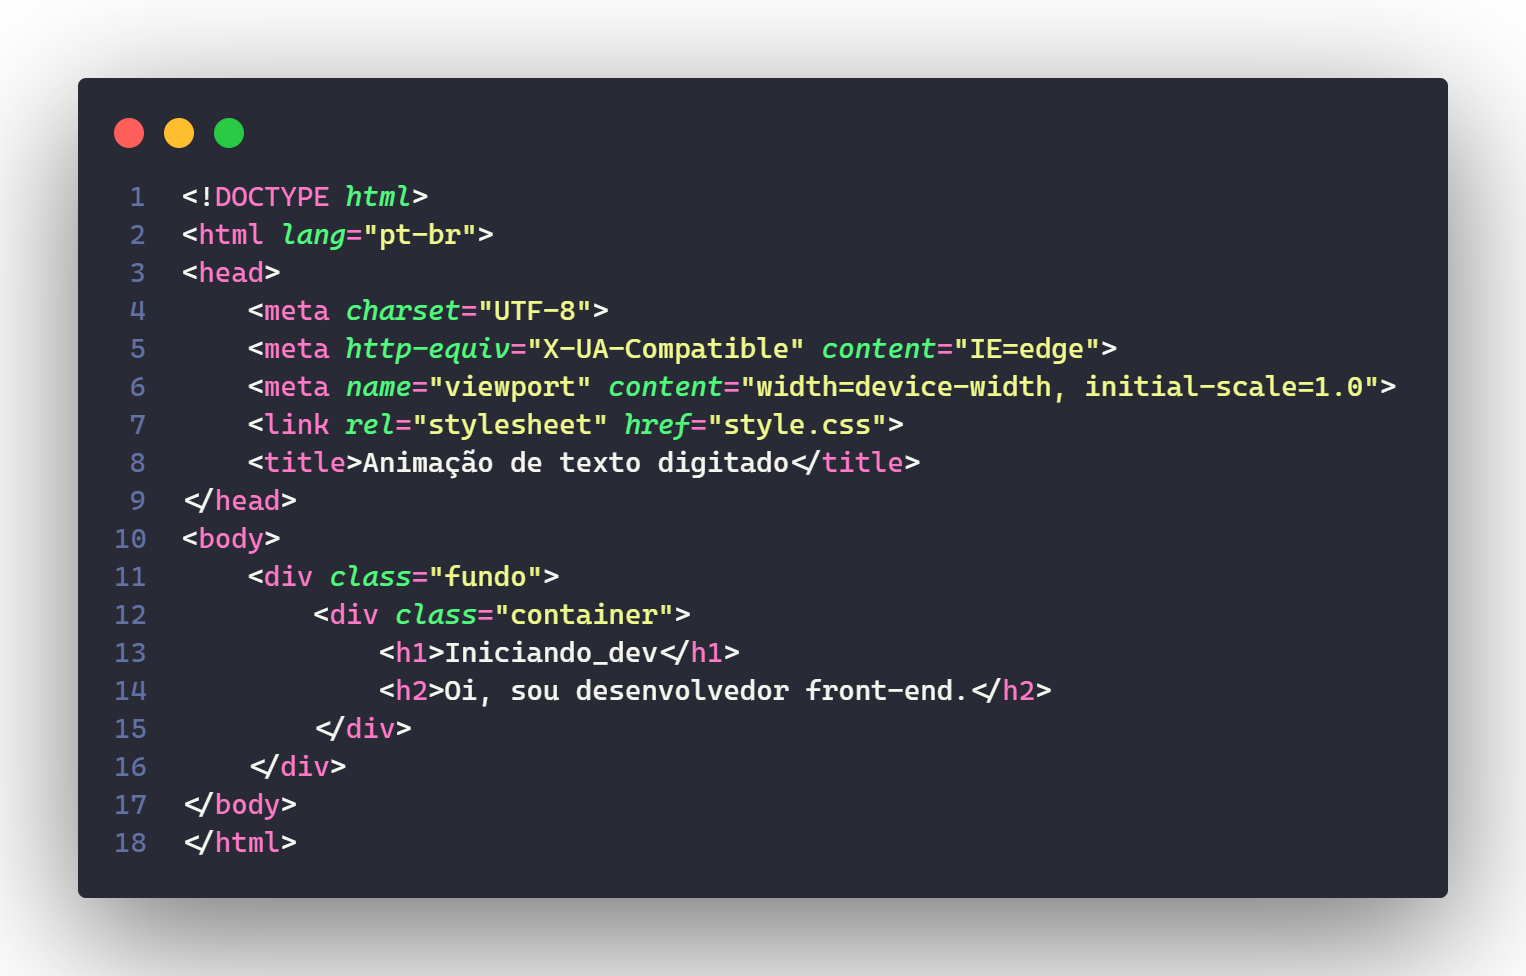 1 <!DOCTYPE html>
2 <html lang="pt-br">
3 <head>
4     <meta charset="UTF-8">
5     <meta http-equiv="X-UA-Compatible" content="IE=edge">
6     <meta name="viewport" content="width=device-width, initial-scale=1.0">
7     <link rel="stylesheet" href="style.css">
8     <title>Animação de texto digitado</title>
9 </head>
10 <body>
11     <div class="fundo">
12         <div class="container">
13             <h1>Iniciando_dev</h1>
14             <h2>Oi, sou desenvolvedor front-end.</h2>
15         </div>
16     </div>
17 </body>
18 </html>